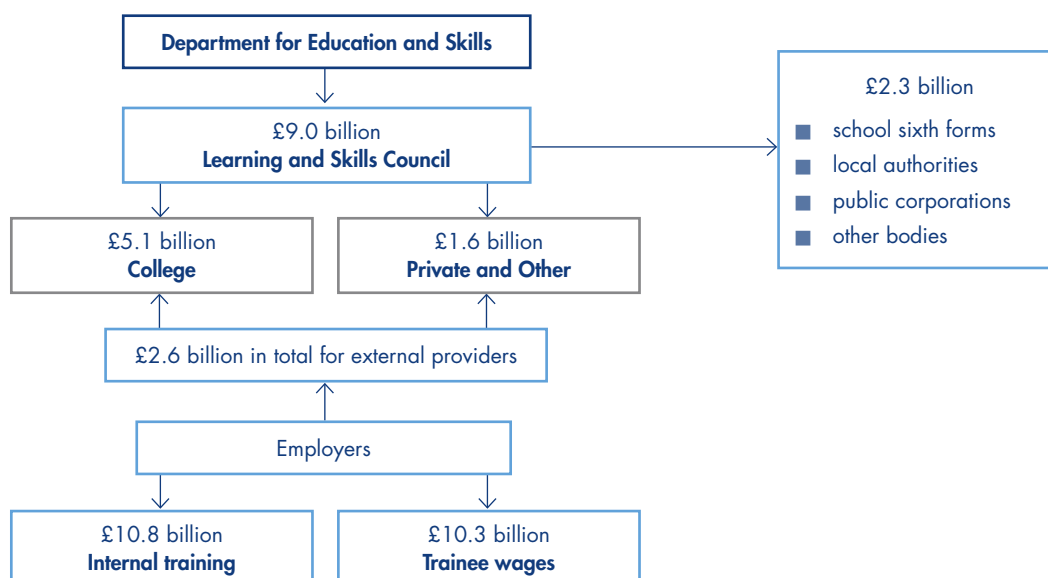 Department for Education and Skills
£9.0 billion
Learning and Skills Council
£2.3 billion
school sixth forms
local authorities
public corporations
other bodies
£5.1 billion
College
£1.6 billion
Private and Other
£2.6 billion in total for external providers
Employers
£10.8 billion
Internal training
£10.3 billion
Trainee wages